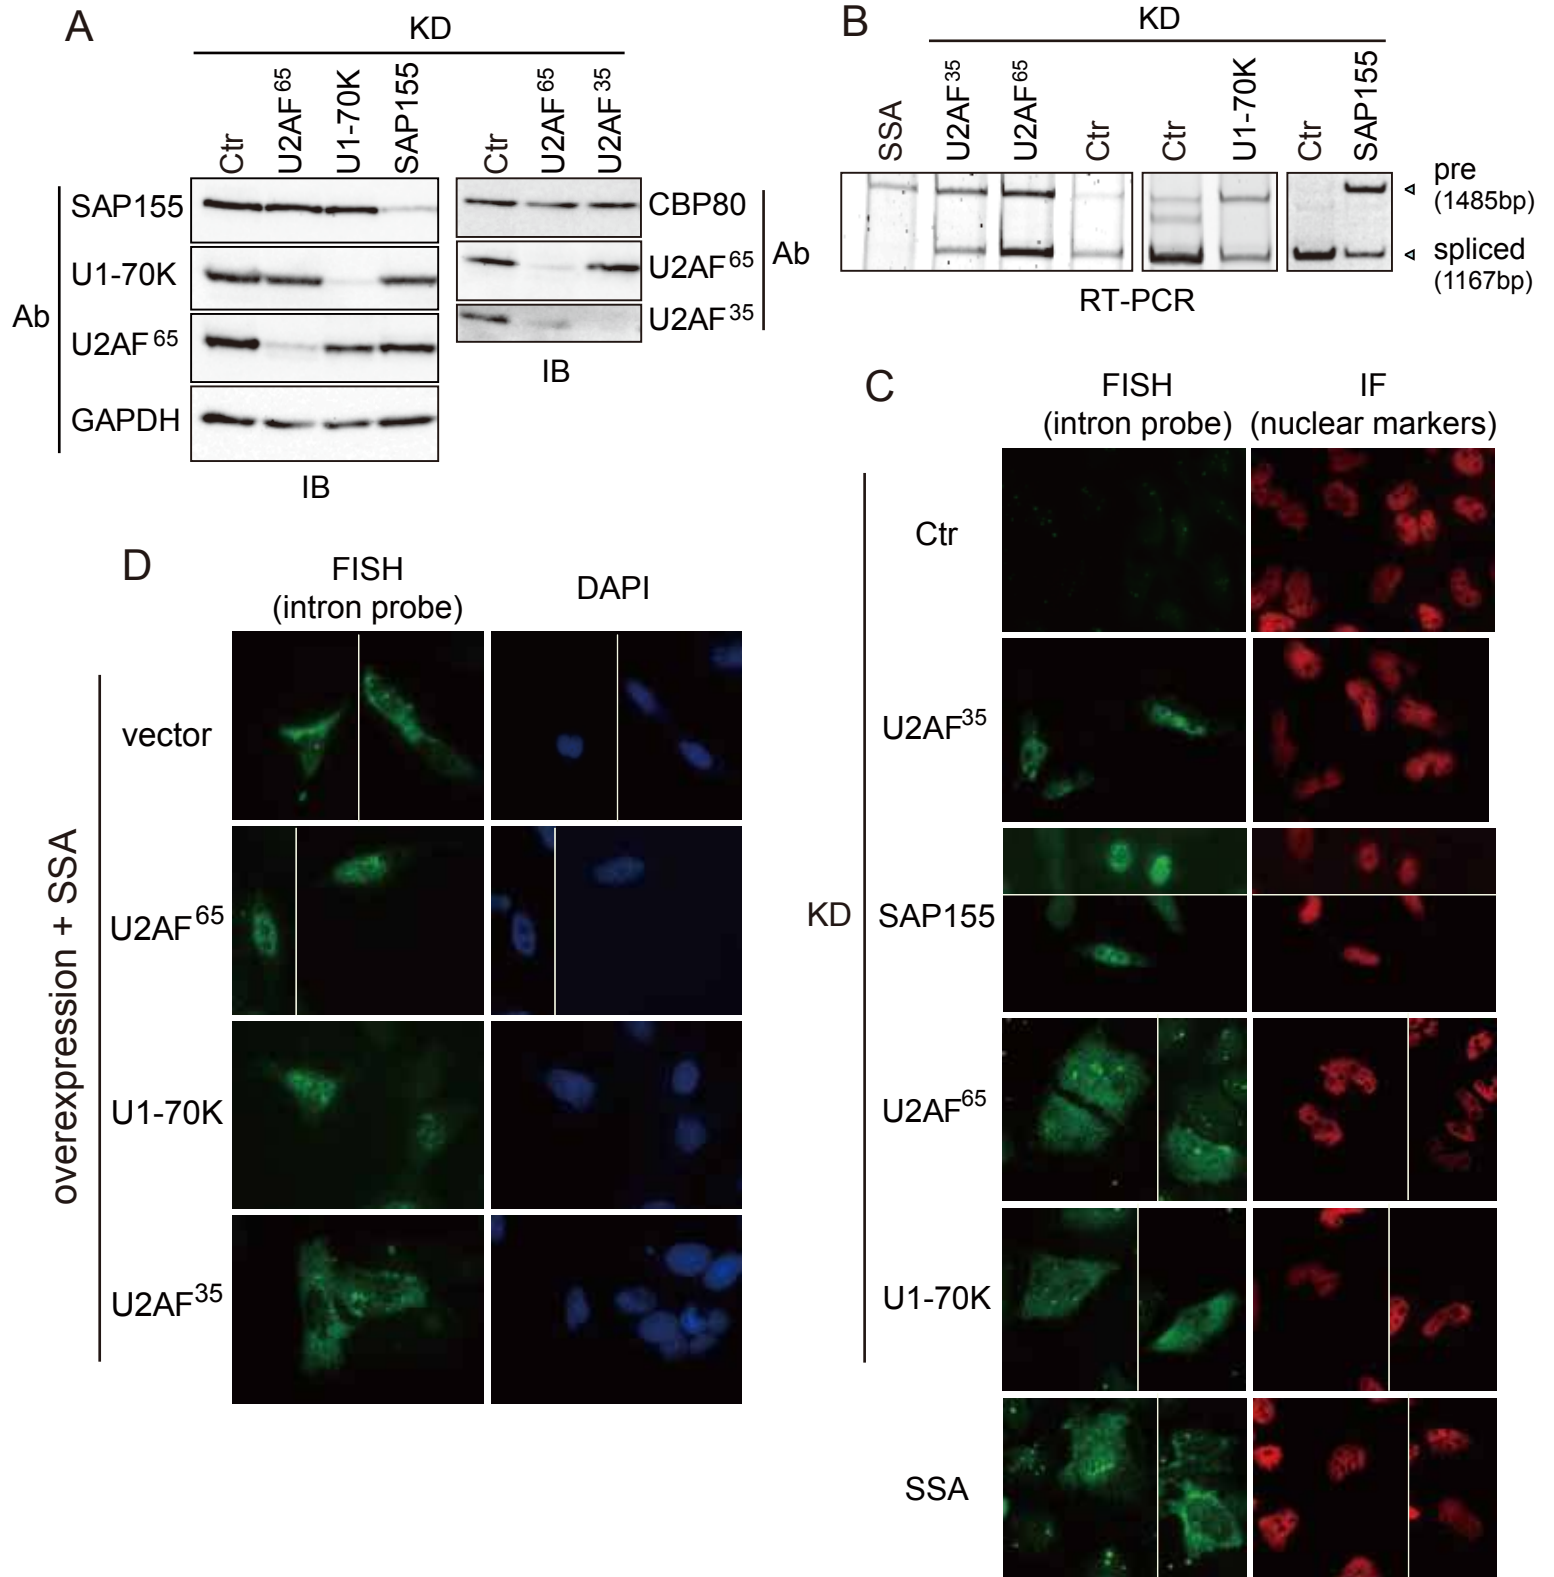 A
KD
Ctr
U2AF65
U1-70K
SAP155
Ctr
U2AF65
U2AF35
Ab
SAP155
U1-70K
U2AF65
GAPDH
IB
CBP80
U2AF65
U2AF35
Ab
IB
B
KD
SSA
U2AF35
U2AF65
Ctr
Ctr
U1-70K
Ctr
SAP155
pre
(1485bp)
spliced
(1167bp)
RT-PCR
C
FISH
(intron probe)
IF
(nuclear markers)
KD
Ctr
U2AF35
SAP155
U2AF65
U1-70K
SSA
D
FISH
(intron probe)
DAPI
overexpression + SSA
vector
U2AF65
U1-70K
U2AF35